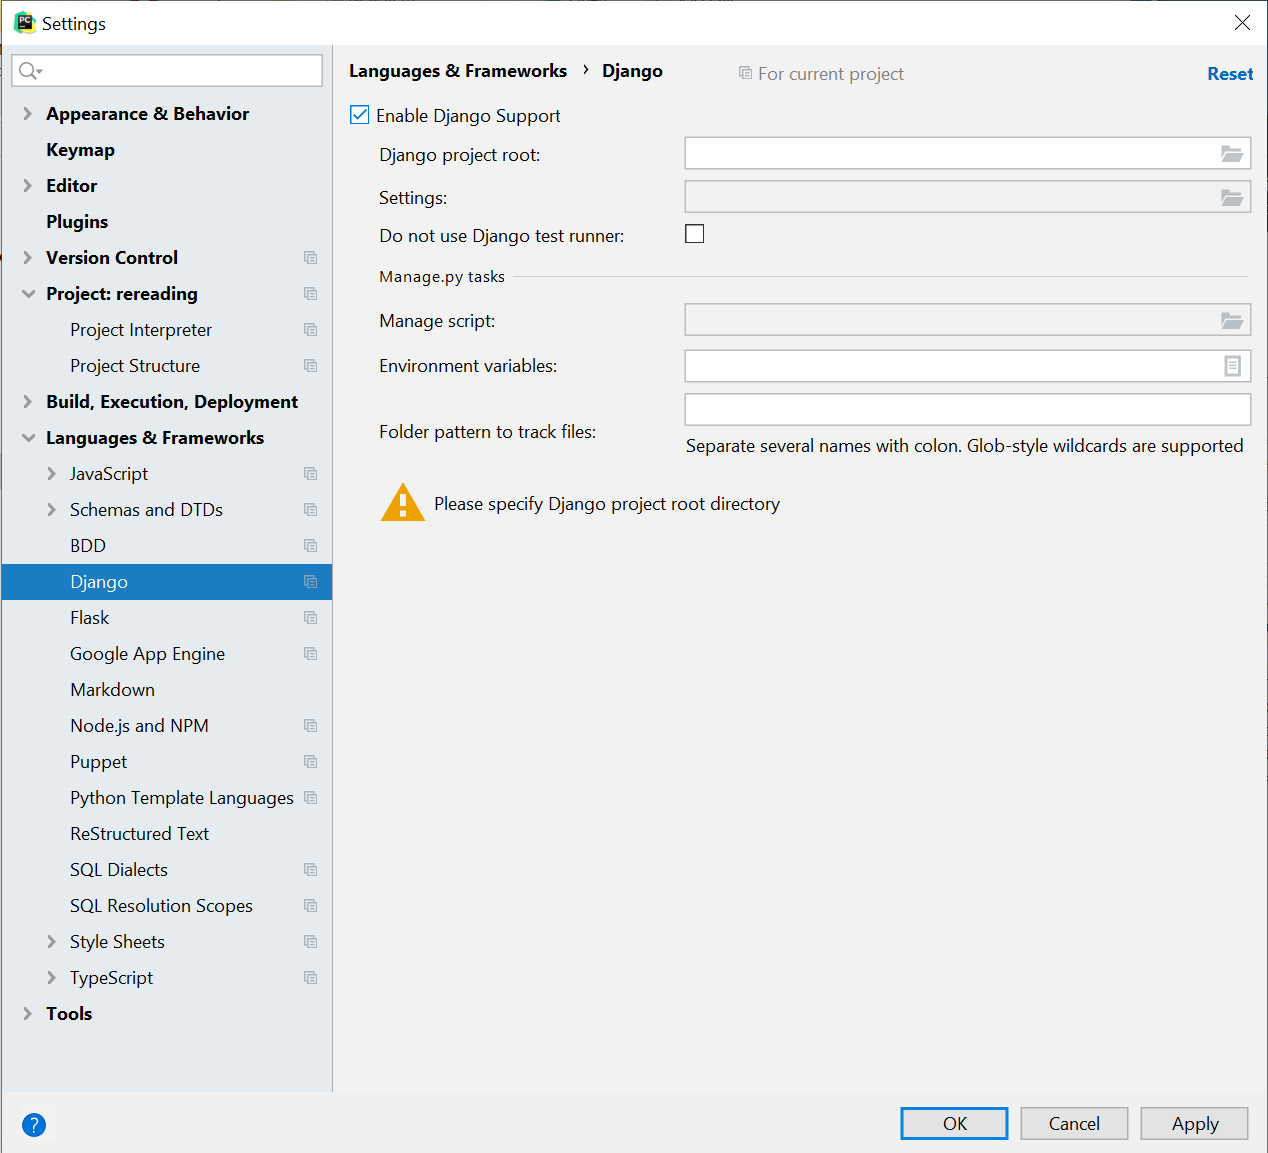 Settings
Appearance & Behavior
Keymap
Editor
Plugins
Version Control
Project: rereading
Project Interpreter
Project Structure
Build, Execution, Deployment
Languages & Frameworks
JavaScript
Schemas and DTDs
BDD
Django
Flask
Google App Engine
Markdown
Node.js and NPM
Puppet
Python Template Languages
ReStructured Text
SQL Dialects
SQL Resolution Scopes
Style Sheets
TypeScript
Tools
Languages & Frameworks › Django
For current project
Reset
Enable Django Support
Django project root:
Settings:
Do not use Django test runner:
Manage.py tasks
Manage script:
Environment variables:
Folder pattern to track files:
Separate several names with colon. Glob-style wildcards are supported
Please specify Django project root directory
?
OK
Cancel
Apply